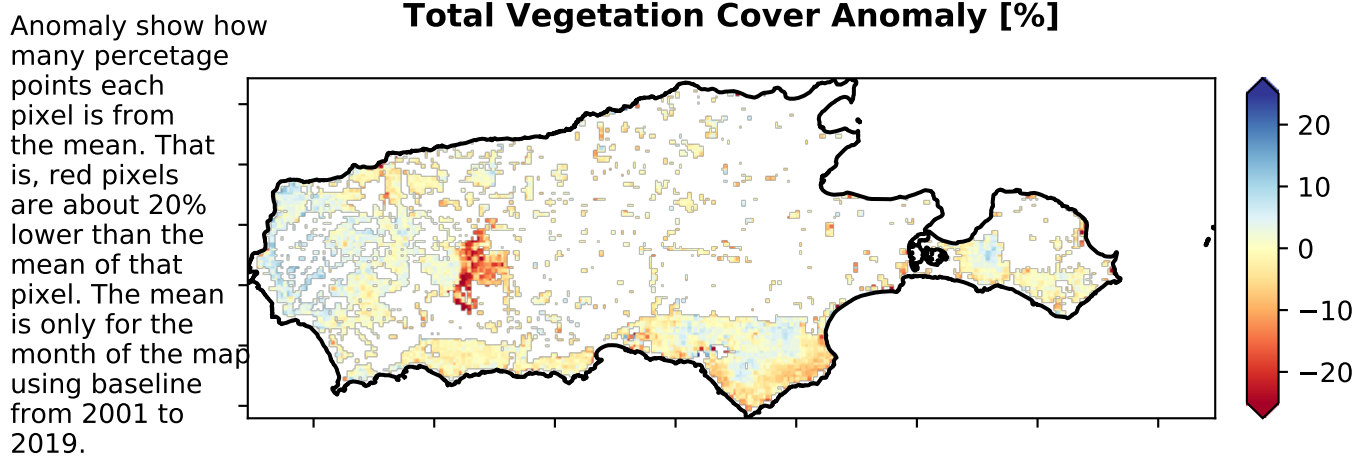 Anomaly show how
many percetage
points each
pixel is from
the mean. That
is, red pixels
are about 20%
lower than the
mean of that
pixel. The mean
is only for the
month of the map
using baseline
from 2001 to
2019.
Total Vegetation Cover Anomaly [%]
20
10
0
−10
−20